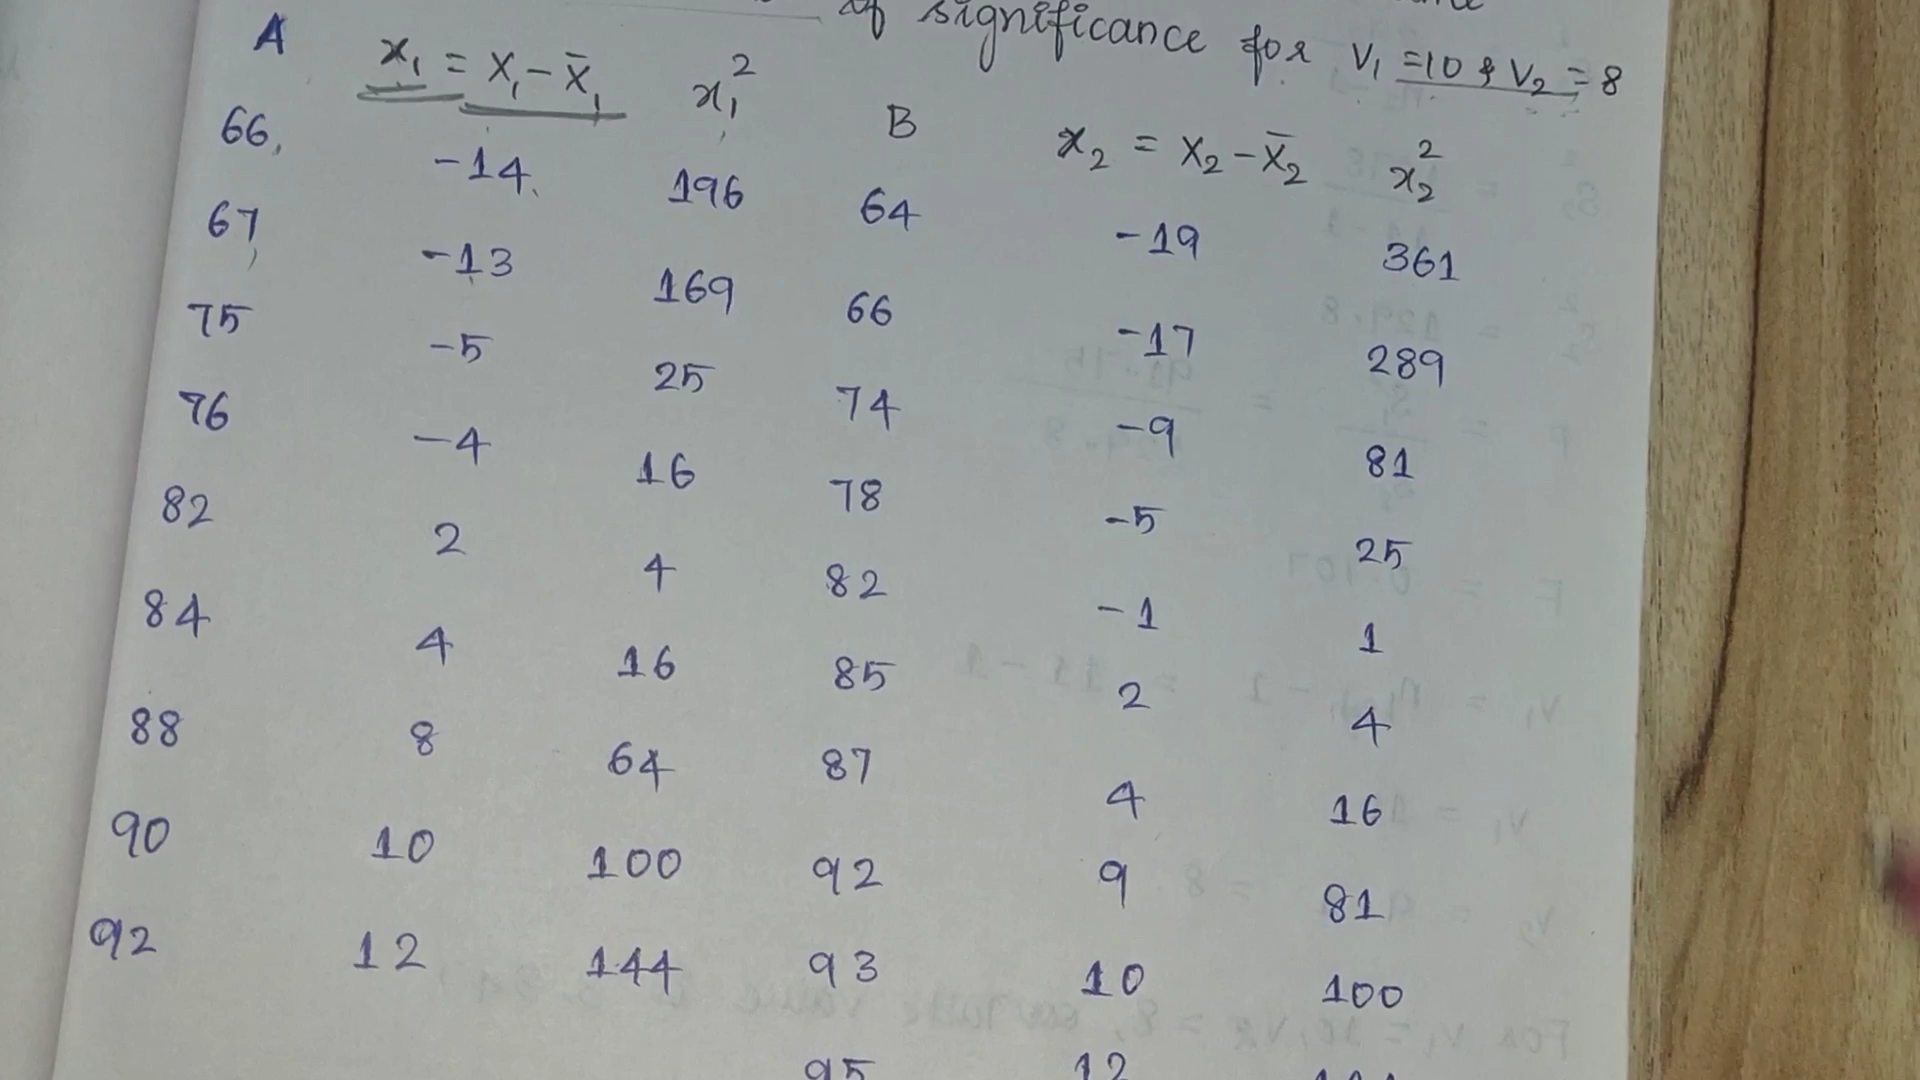 of significance for V₁ = 10 & V₂ = 8
A x₁ = X₁ - X̄₁ x₁² B x₂ = X₂ - X̄₂ x₂²
66, -14 196 64 -19 361
67, -13 169 66 -17 289
75 -5 25 74 -9 81
76 -4 16 78 -5 25
82 2 4 82 -1 1
84 4 16 85 2 4
88 8 64 87 4 16
90 10 100 92 9 81
92 12 144 93 10 100
95 12